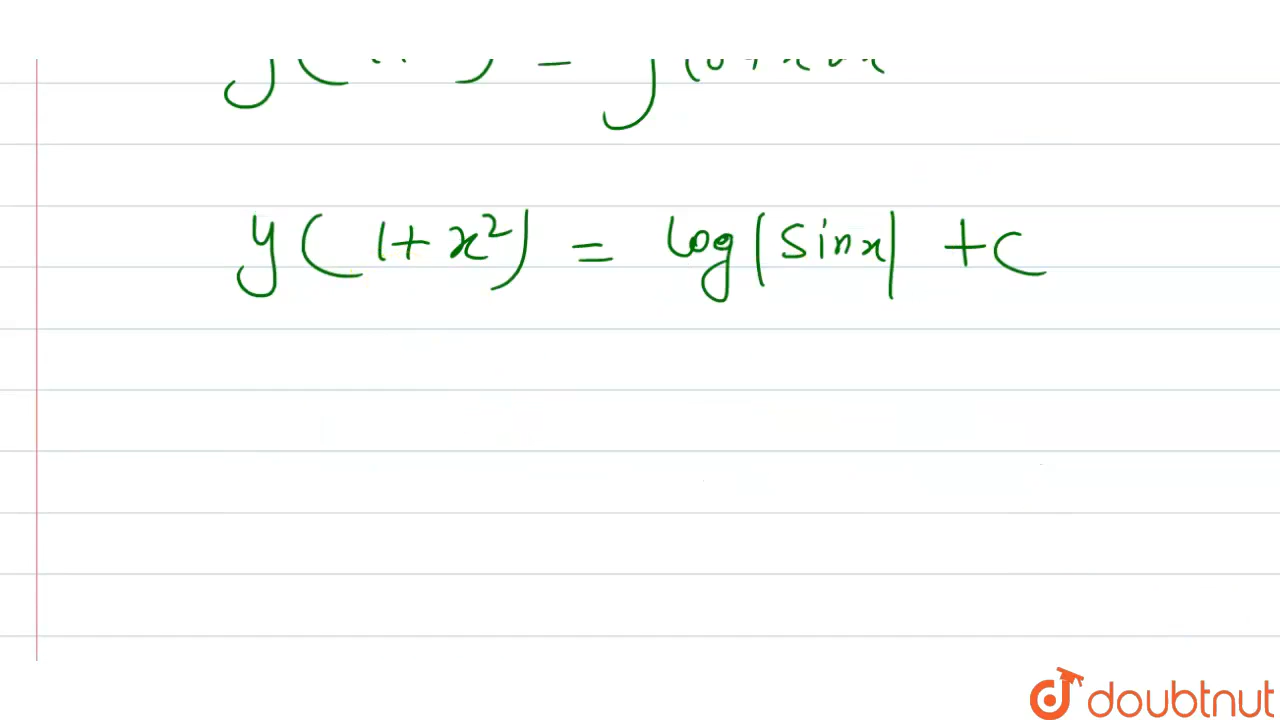 y(1+x²) = log|sinx| +c
doubtnut